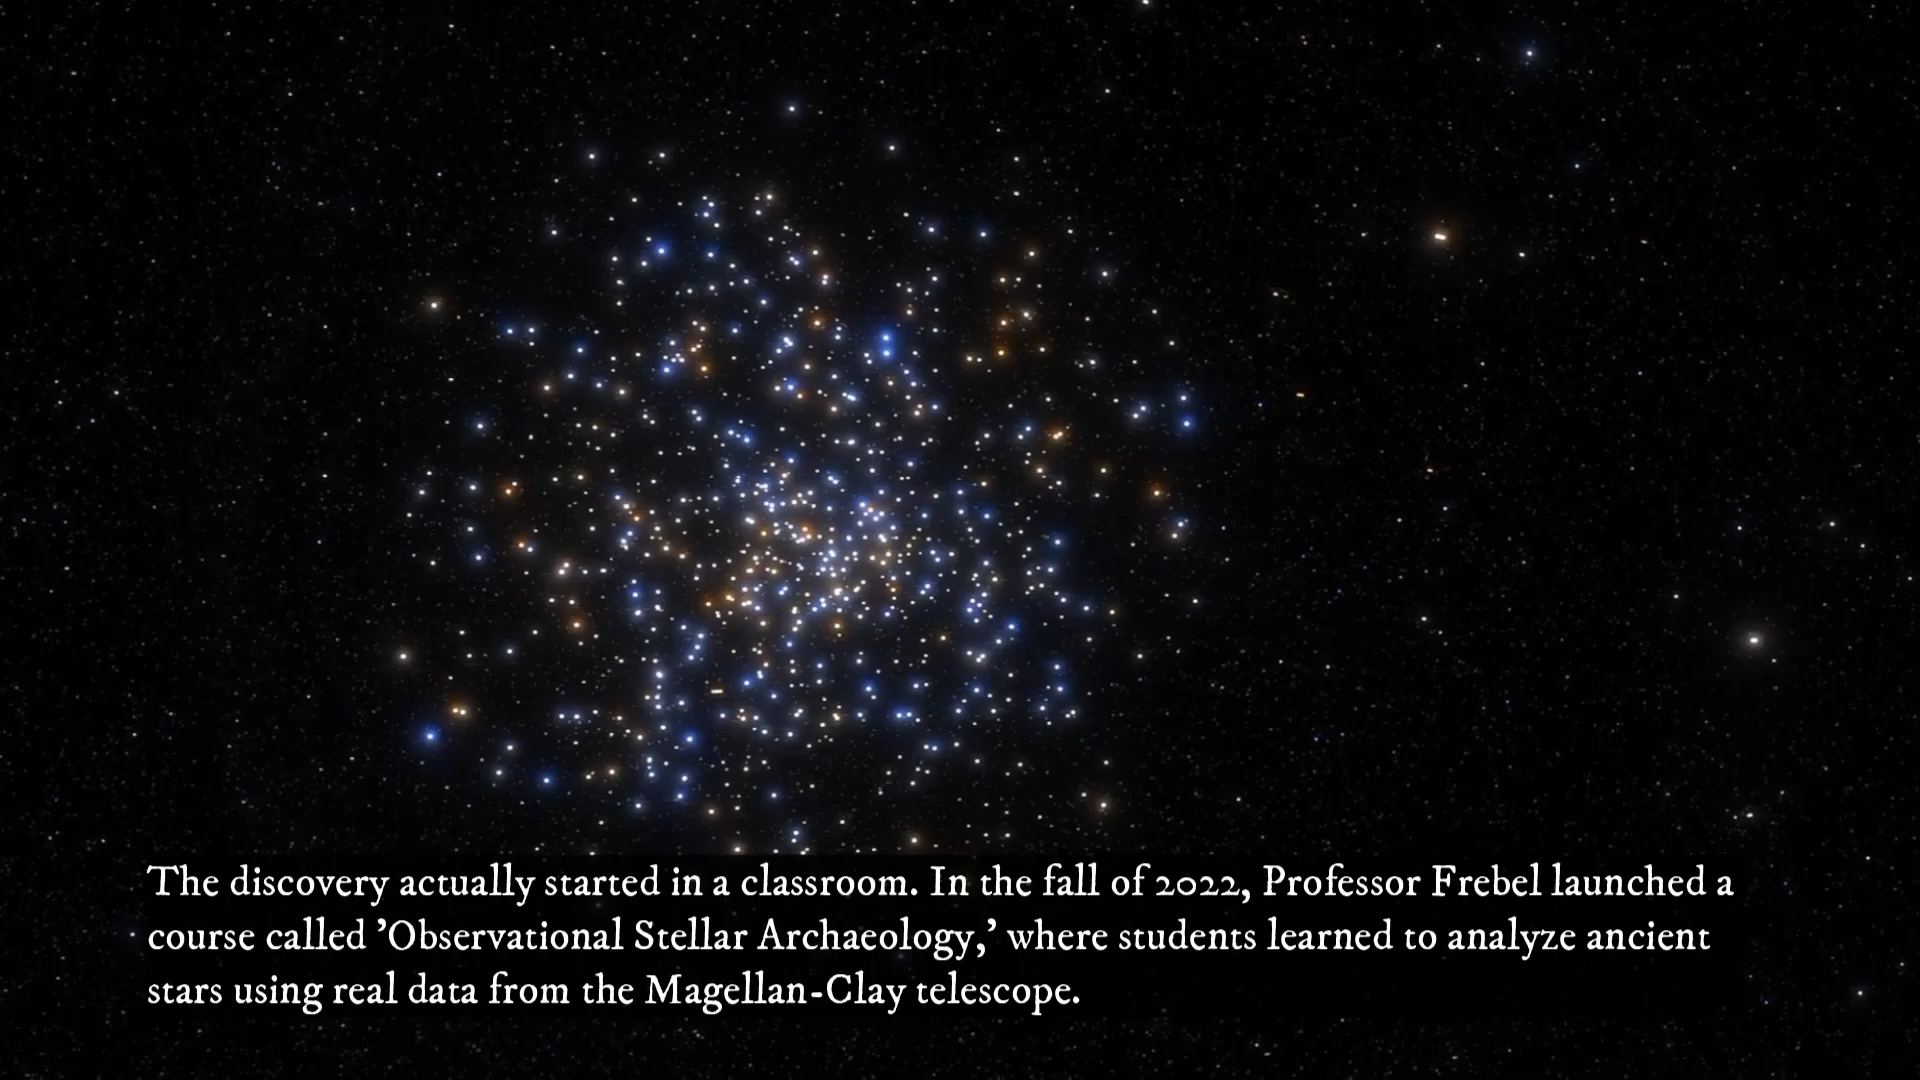 The discovery actually started in a classroom. In the fall of 2022, Professor Frebel launched a
course called ’Observational Stellar Archaeology,’ where students learned to analyze ancient
stars using real data from the Magellan-Clay telescope.